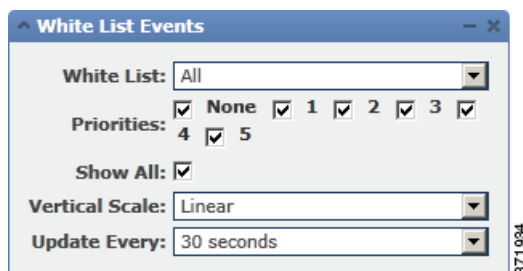 White List Events
White List: All
Priorities: None 1 2 3
4 5
Show All:
Vertical Scale: Linear
Update Every: 30 seconds
371934